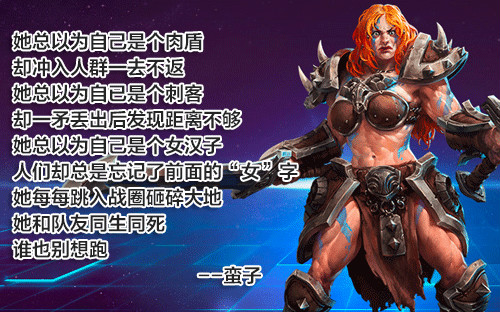 她总以为自己是个肉盾
却冲入人群一去不返
她总以为自己是个刺客
却一矛丢出后发现距离不够
她总以为自己是个女汉子
人们却总是忘记了前面的“女”字
她每每跳入战圈砸碎大地
她和队友同生同死
谁也别想跑
--蛮子